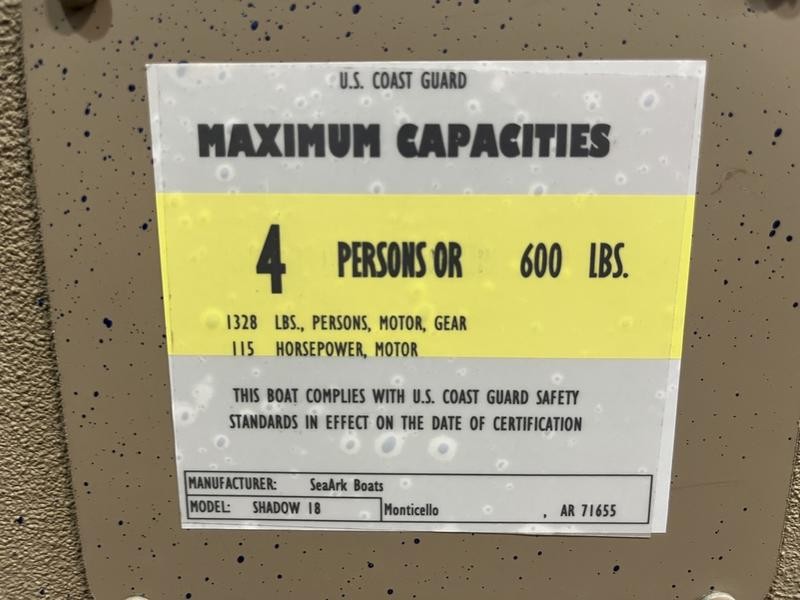 U.S. COAST GUARD
MAXIMUM CAPACITIES
4 PERSONS OR 600 LBS.
1328 LBS., PERSONS, MOTOR, GEAR
115 HORSEPOWER, MOTOR
THIS BOAT COMPLIES WITH U.S. COAST GUARD SAFETY
STANDARDS IN EFFECT ON THE DATE OF CERTIFICATION
MANUFACTURER: SeaArk Boats
MODEL: SHADOW 18 Monticello , AR 71655